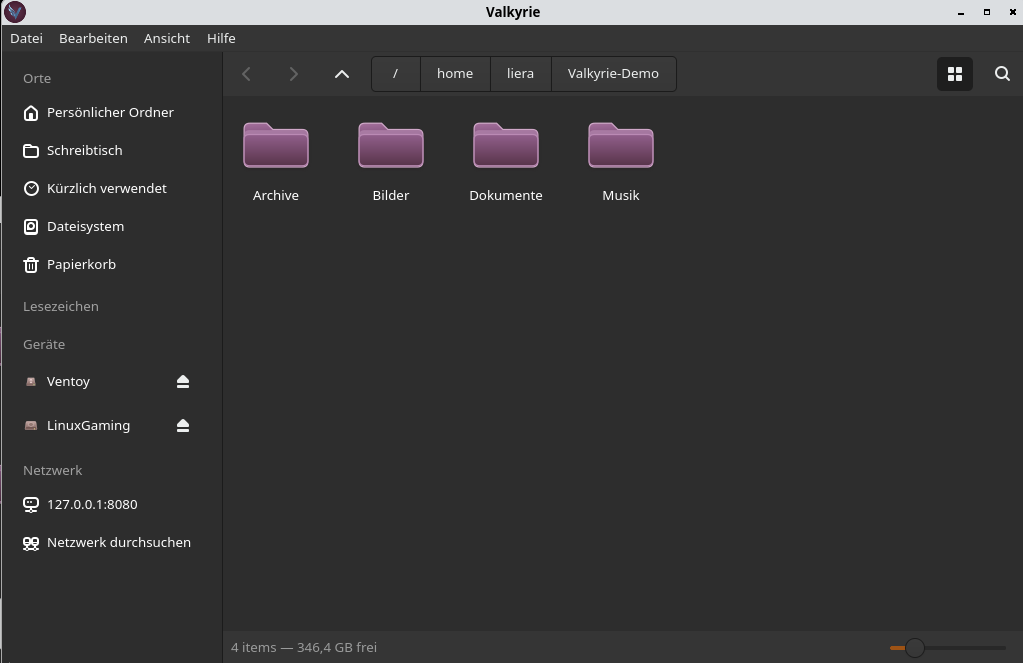 Valkyrie
Datei Bearbeiten Ansicht Hilfe
Orte
Persönlicher Ordner
Schreibtisch
Kürzlich verwendet
Dateisystem
Papierkorb
Lesezeichen
Geräte
Ventoy
LinuxGaming
Netzwerk
127.0.0.1:8080
Netzwerk durchsuchen
/ home liera Valkyrie-Demo
Archive Bilder Dokumente Musik
4 items — 346,4 GB frei